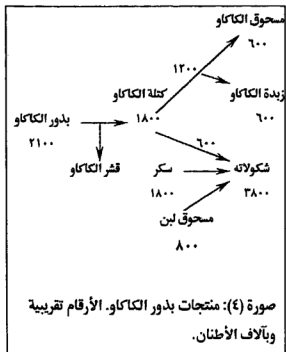 مسحوق الكاكاو
٦٠٠
١٢٠٠
كتلة الكاكاو
زبدة الكاكاو
بذور الكاكاو
١٨٠٠
٦٠٠
٢١٠٠
٦٠٠
قشر الكاكاو
سكر
شكولاته
١٨٠٠
٣٨٠٠
مسحوق لبن
٨٠٠
صورة (٤): منتجات بذور الكاكاو. الأرقام تقريبية
وبآلاف الأطنان.